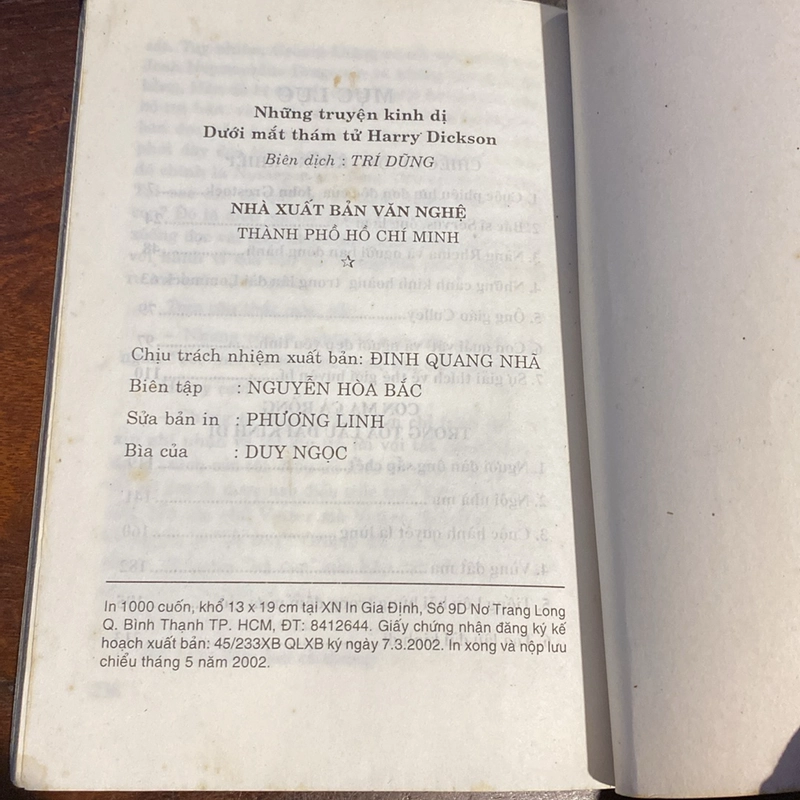 Những truyện kinh dị
Dưới mắt thám tử Harry Dickson
Biên dịch : TRÍ DŨNG
NHÀ XUẤT BẢN VĂN NGHỆ
THÀNH PHỐ HỒ CHÍ MINH
Chịu trách nhiệm xuất bản: ĐINH QUANG NHÃ
Biên tập : NGUYỄN HÒA BẮC
Sửa bản in : PHƯƠNG LINH
Bìa của : DUY NGỌC
In 1000 cuốn, khổ 13 x 19 cm tại XN In Gia Định, Số 9D Nơ Trang Long
Q. Bình Thạnh TP. HCM, ĐT: 8412644. Giấy chứng nhận đăng ký kế
hoạch xuất bản: 45/233XB QLXB ký ngày 7.3.2002. In xong và nộp lưu
chiểu tháng 5 năm 2002.